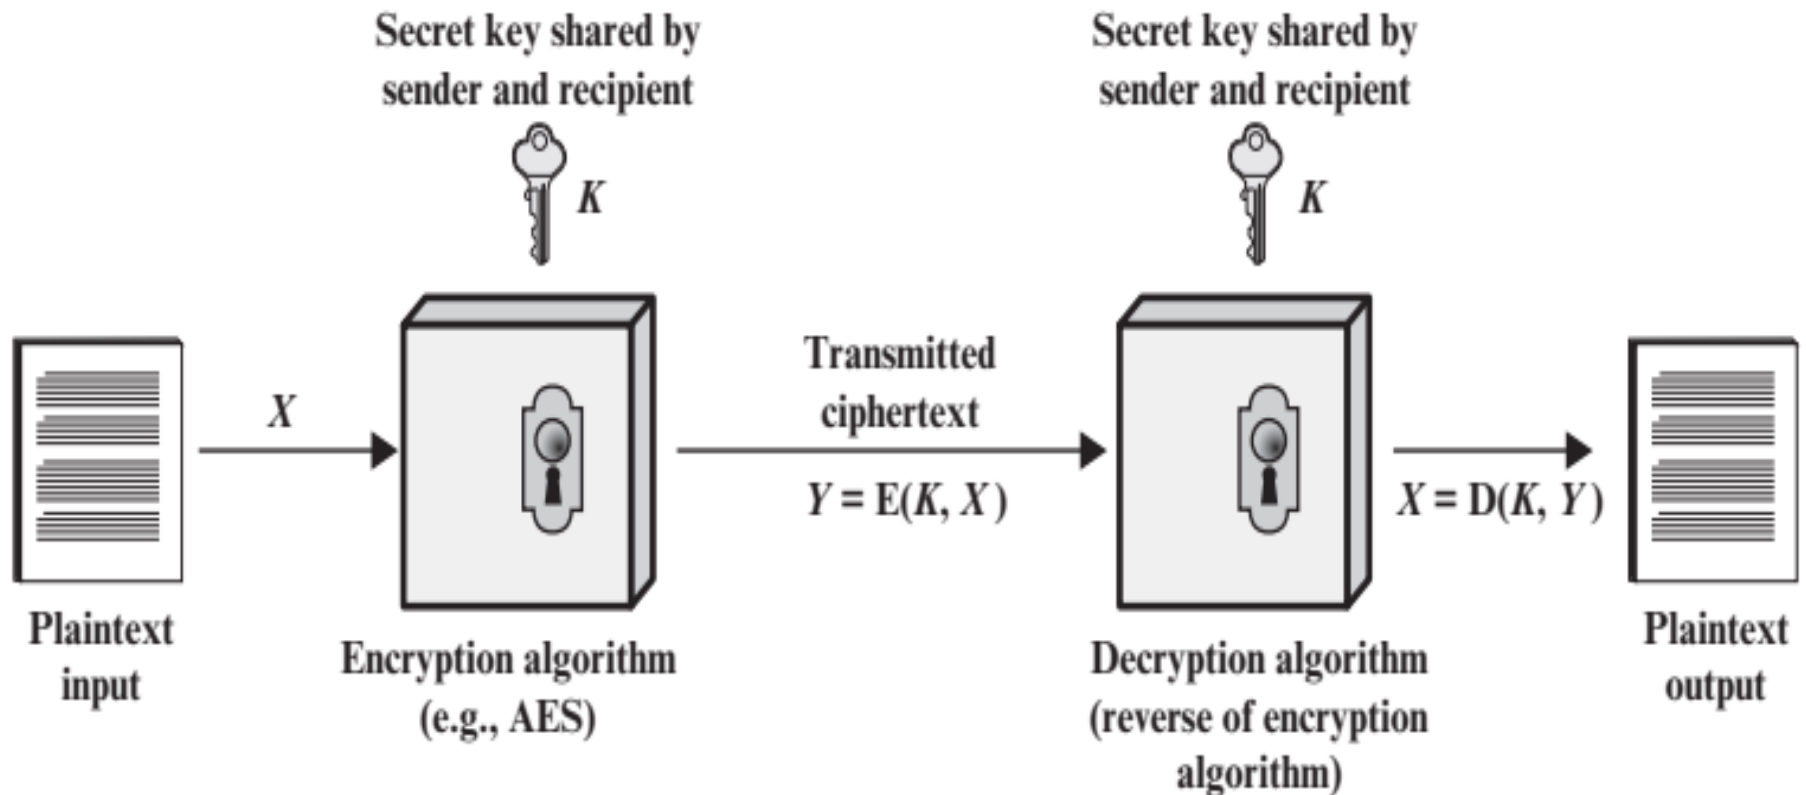 Secret key shared by
sender and recipient
K
Secret key shared by
sender and recipient
K
X
Transmitted
ciphertext
Y = E(K, X)
X = D(K, Y)
Plaintext
input
Encryption algorithm
(e.g., AES)
Decryption algorithm
(reverse of encryption
algorithm)
Plaintext
output